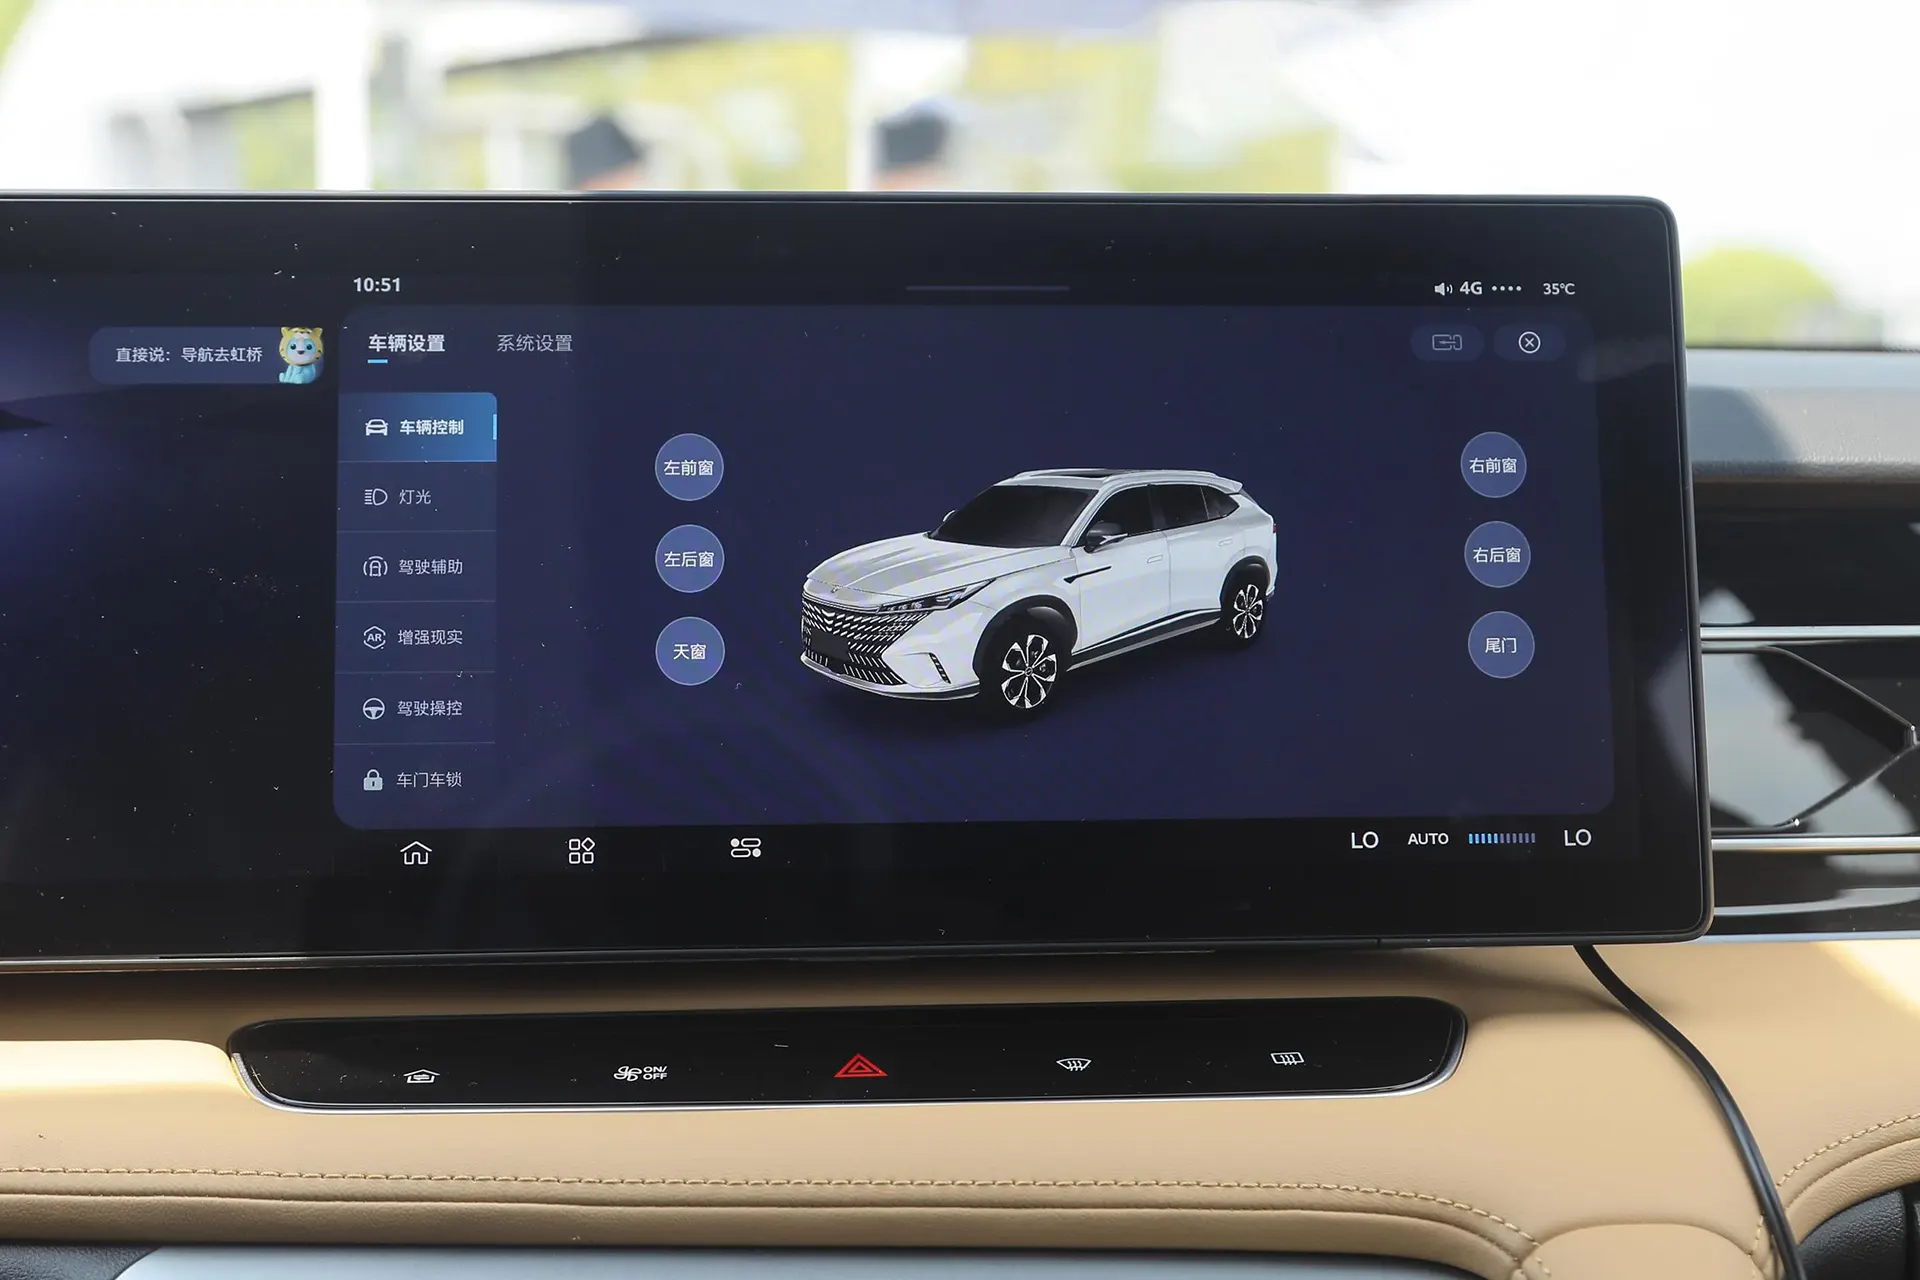 10:51
4G
35℃
直接说：导航去虹桥
车辆设置
系统设置
车辆控制
灯光
驾驶辅助
AR
增强现实
驾驶操控
车门车锁
左前窗
左后窗
天窗
右前窗
右后窗
尾门
LO
AUTO
LO
ON/
OFF